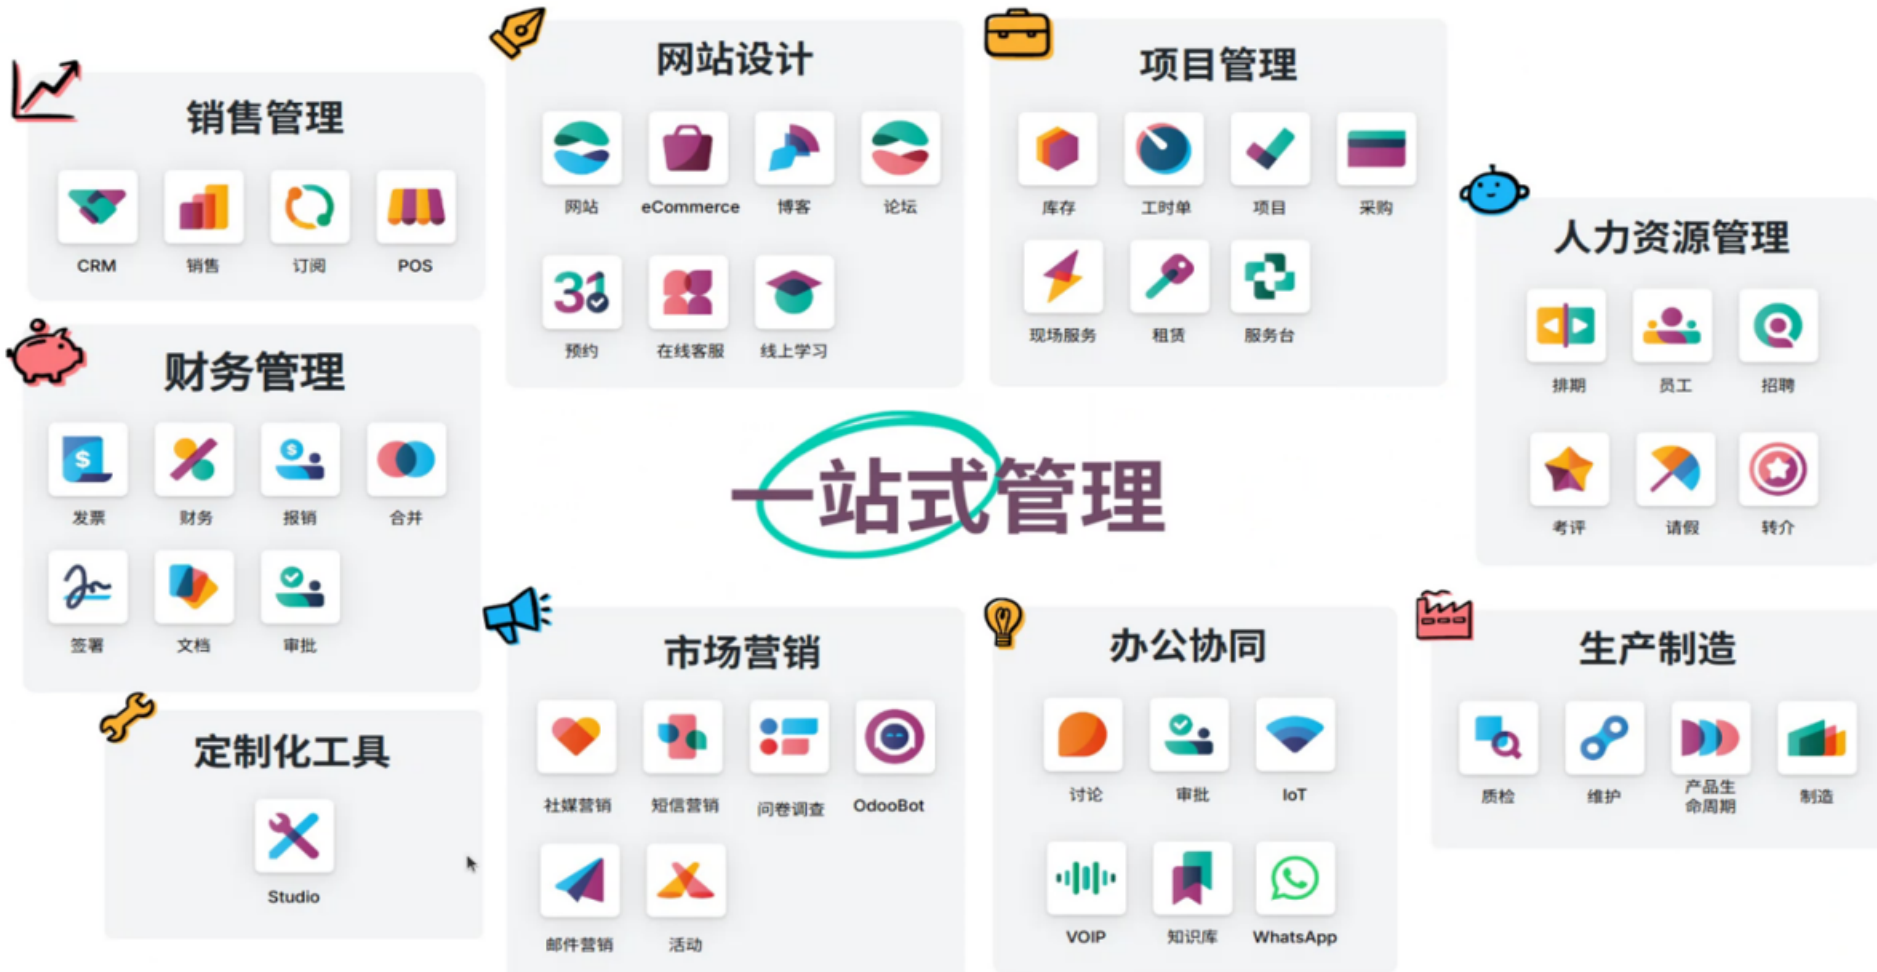 销售管理
CRM
销售
订阅
POS
网站设计
网站
eCommerce
博客
论坛
31
预约
在线客服
线上学习
项目管理
库存
工时单
项目
采购
现场服务
租赁
服务台
人力资源管理
排期
员工
招聘
考评
请假
转介
财务管理
$
发票
财务
$
报销
合并
签署
文档
审批
一站式管理
定制化工具
Studio
市场营销
社媒营销
短信营销
问卷调查
OdooBot
邮件营销
活动
办公协同
讨论
审批
IoT
VOIP
知识库
WhatsApp
生产制造
质检
维护
产品生
命周期
制造